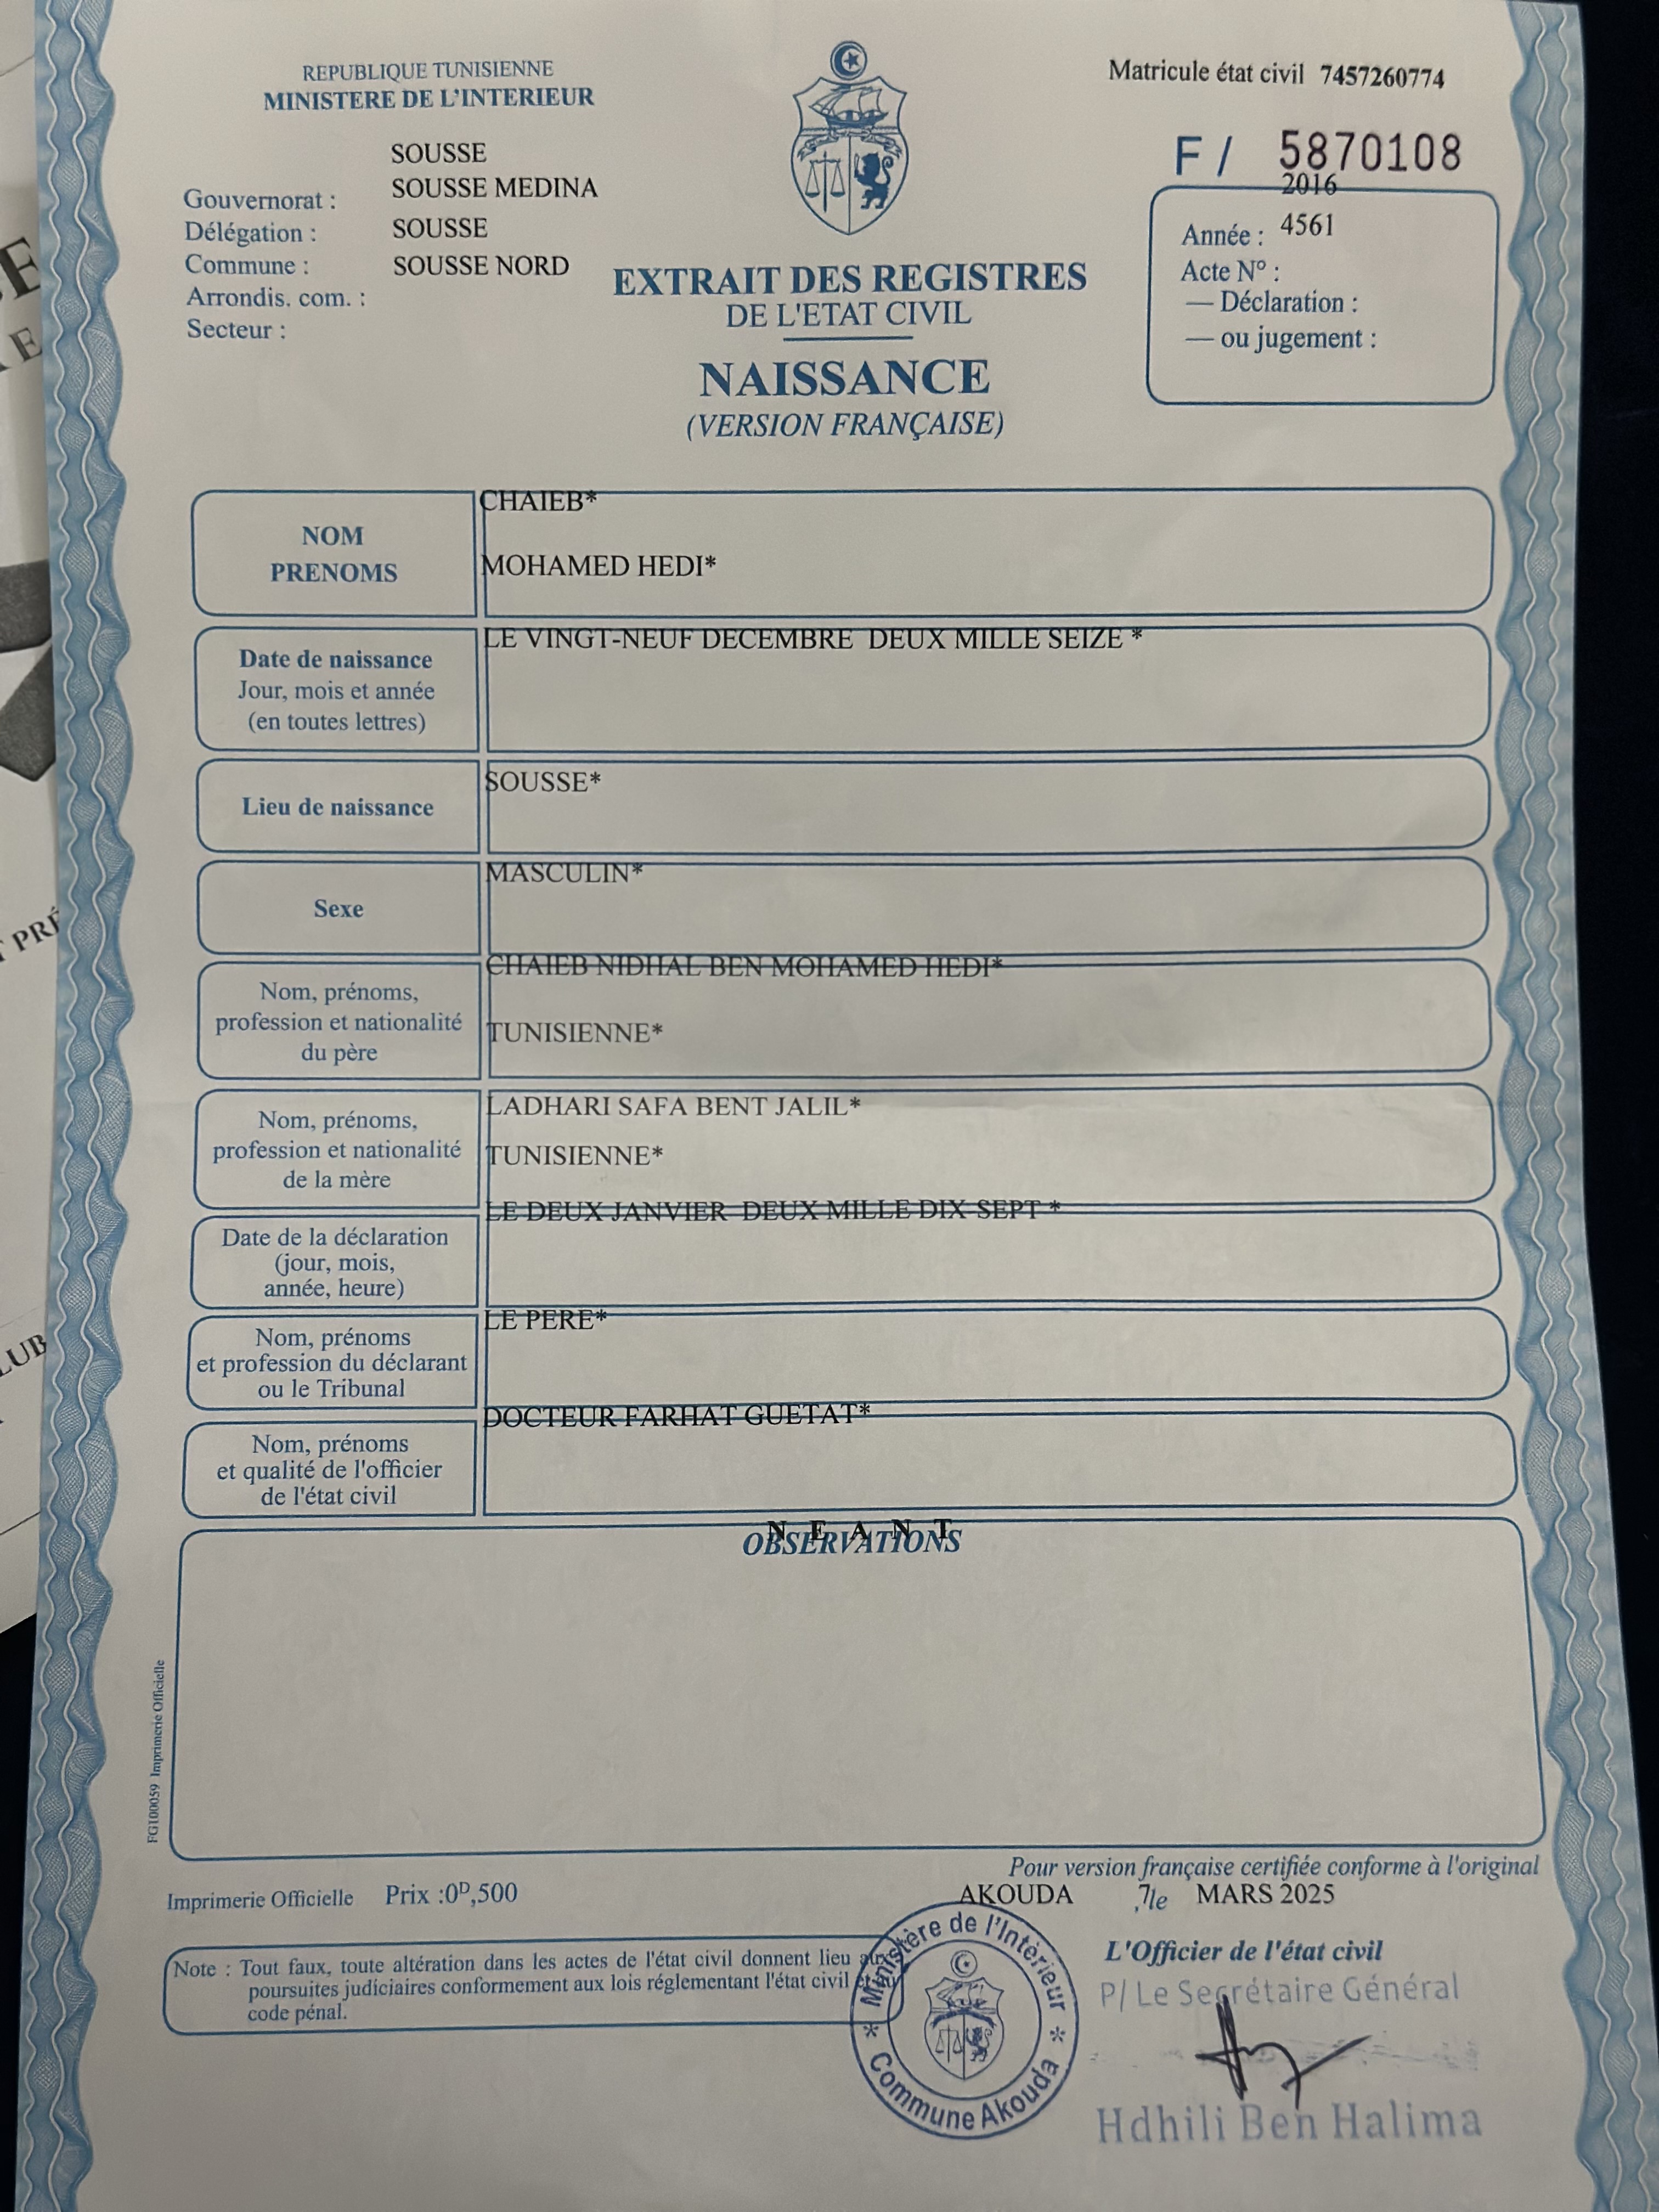 REPUBLIQUE TUNISIENNE
MINISTERE DE L'INTERIEUR
Matricule état civil 7457260774
F / 5870108
SOUSSE
Gouvernorat : SOUSSE MEDINA
Délégation : SOUSSE
Commune : SOUSSE NORD
Arrondis. com. :
Secteur :
2016
Année : 4561
Acte N° :
— Déclaration :
— ou jugement :
EXTRAIT DES REGISTRES
DE L'ETAT CIVIL
NAISSANCE
(VERSION FRANÇAISE)
NOM
PRENOMS
CHAIEB*
MOHAMED HEDI*
Date de naissance
Jour, mois et année
(en toutes lettres)
LE VINGT-NEUF DECEMBRE DEUX MILLE SEIZE *
Lieu de naissance
SOUSSE*
Sexe
MASCULIN*
Nom, prénoms,
profession et nationalité
du père
CHAIEB NIDHAL BEN MOHAMED HEDI*
TUNISIENNE*
Nom, prénoms,
profession et nationalité
de la mère
LADHARI SAFA BENT JALIL*
TUNISIENNE*
Date de la déclaration
(jour, mois,
année, heure)
LE DEUX JANVIER DEUX MILLE DIX SEPT *
Nom, prénoms
et profession du déclarant
ou le Tribunal
LE PERE*
Nom, prénoms
et qualité de l'officier
de l'état civil
DOCTEUR FARHAT GUETAT*
N E A N T
OBSERVATIONS
FG100059 Imprimerie Officielle
Pour version française certifiée conforme à l'original
Imprimerie Officielle Prix :0D,500
AKOUDA ,7le MARS 2025
L'Officier de l'état civil
P/ Le Secrétaire Général
Hdhili Ben Halima
Note : Tout faux, toute altération dans les actes de l'état civil donnent lieu aux
poursuites judiciaires conformement aux lois réglementant l'état civil et au
code pénal.
Ministère de l'Intérieur
* Commune Akouda *
PRÉ
LUB